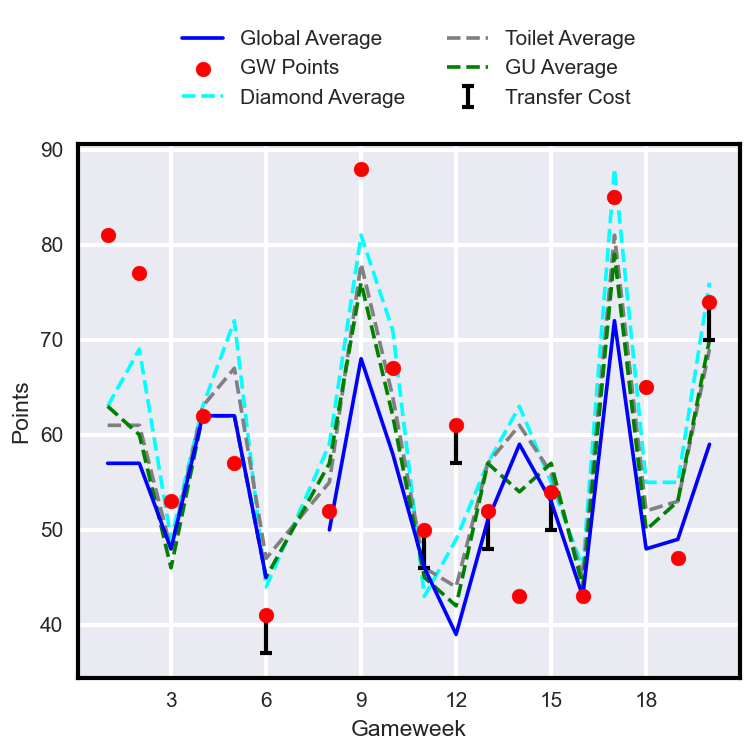 Global Average
GW Points
Diamond Average
Toilet Average
GU Average
Transfer Cost
90
80
70
60
50
40
Points
3 6 9 12 15 18
Gameweek